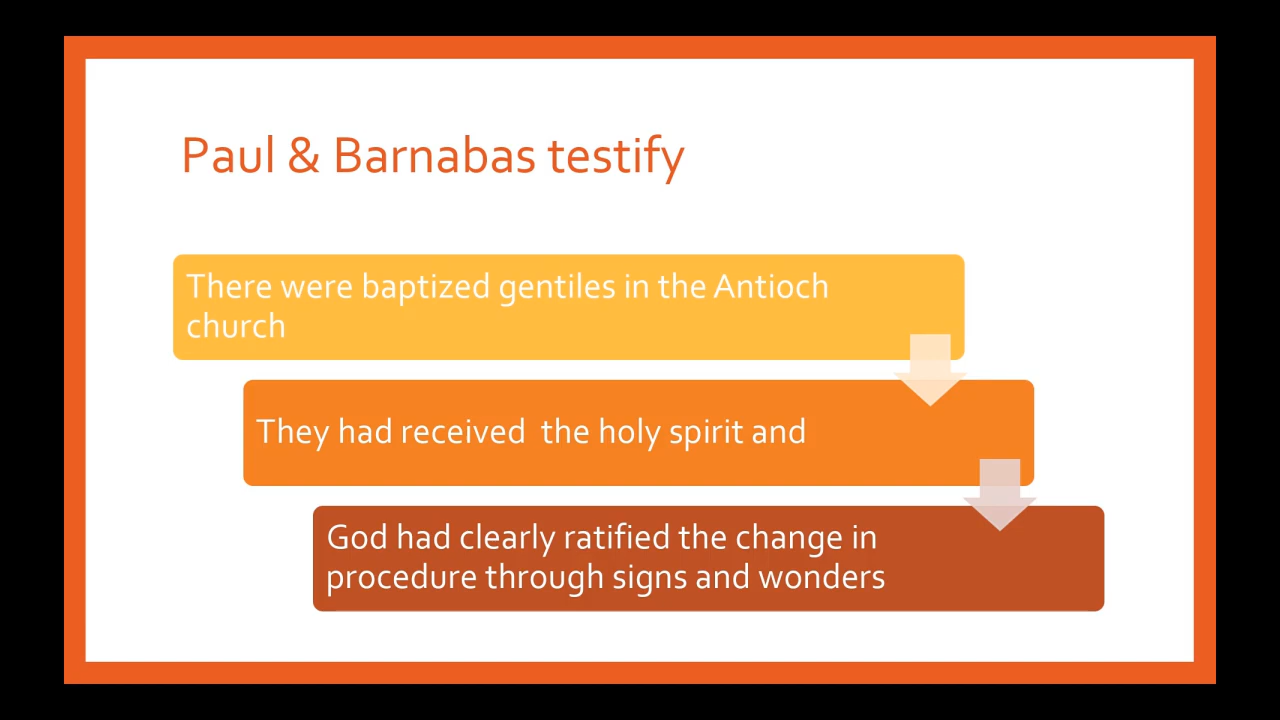 Paul & Barnabas testify
There were baptized gentiles in the Antioch
church
They had received  the holy spirit and
God had clearly ratified the change in
procedure through signs and wonders